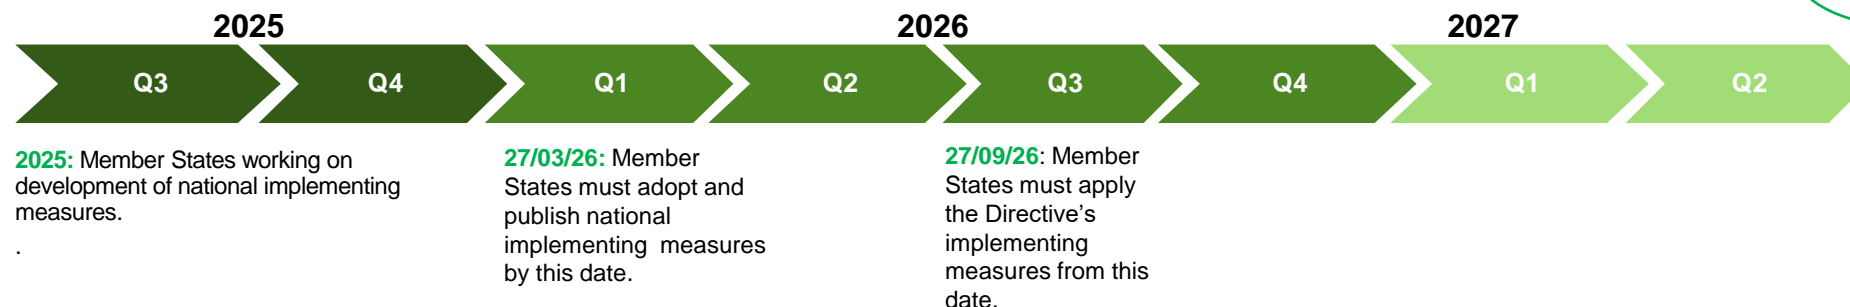 2025
2026
2027
Q3
Q4
Q1
Q2
Q3
Q4
Q1
Q2
2025: Member States working on
development of national implementing
measures.
.
27/03/26: Member
States must adopt and
publish national
implementing  measures
by this date.
27/09/26: Member
States must apply
the Directive’s
implementing
measures from this
date.